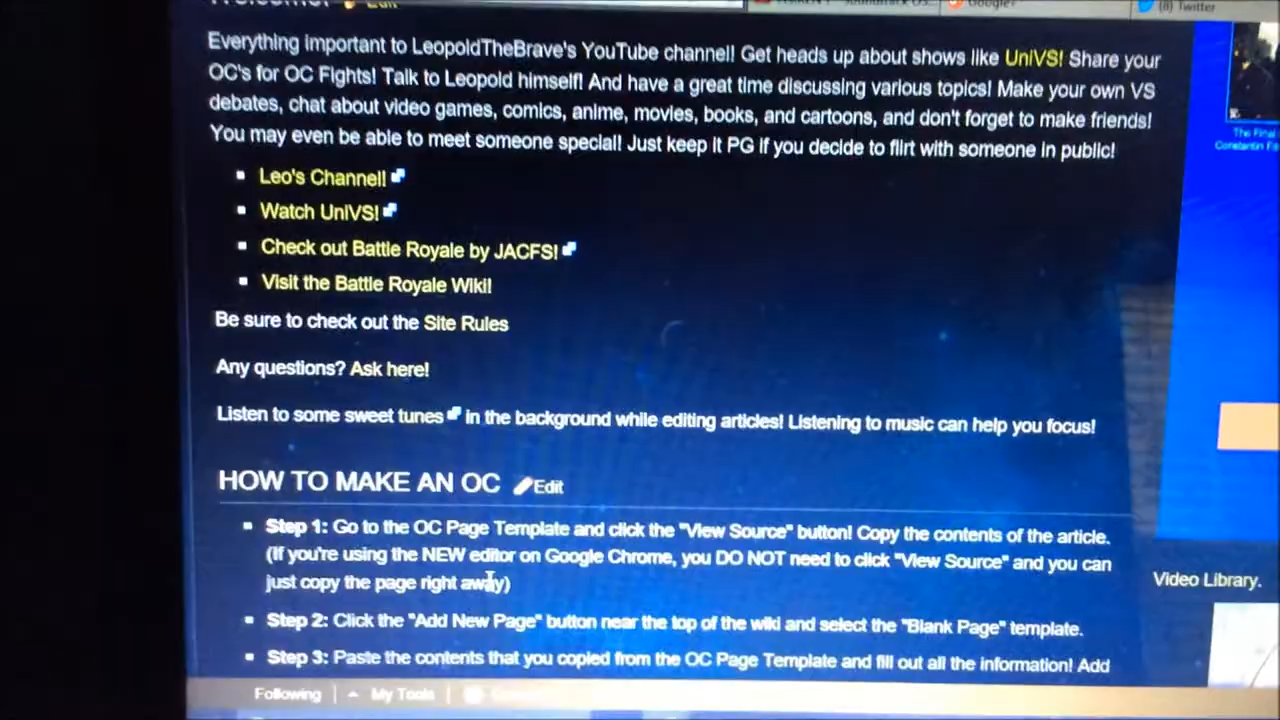 Welcome! Edit
Google+
(8) Twitter
Everything important to LeopoldTheBrave's YouTube channel! Get heads up about shows like UniVS! Share your
OC's for OC Fights! Talk to Leopold himself! And have a great time discussing various topics! Make your own VS
debates, chat about video games, comics, anime, movies, books, and cartoons, and don't forget to make friends!
You may even be able to meet someone special! Just keep it PG if you decide to flirt with someone in public!
The Final
Leo's Channel!
Watch UniVS!
Check out Battle Royale by JACFS!
Visit the Battle Royale Wiki!
Be sure to check out the Site Rules
Any questions? Ask here!
Listen to some sweet tunes in the background while editing articles! Listening to music can help you focus!
HOW TO MAKE AN OC Edit
Step 1: Go to the OC Page Template and click the "View Source" button! Copy the contents of the article.
(If you're using the NEW editor on Google Chrome, you DO NOT need to click "View Source" and you can
just copy the page right away)
Video Library.
Step 2: Click the "Add New Page" button near the top of the wiki and select the "Blank Page" template.
Step 3: Paste the contents that you copied from the OC Page Template and fill out all the information! Add
Following
My Tools